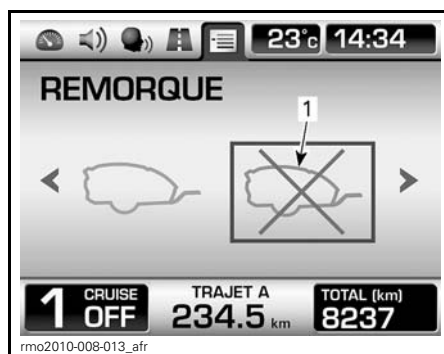 23°c 14:34
REMORQUE
1
1 CRUISE OFF
TRAJET A
234.5 km
TOTAL (km)
8237
rmo2010-008-013_afr